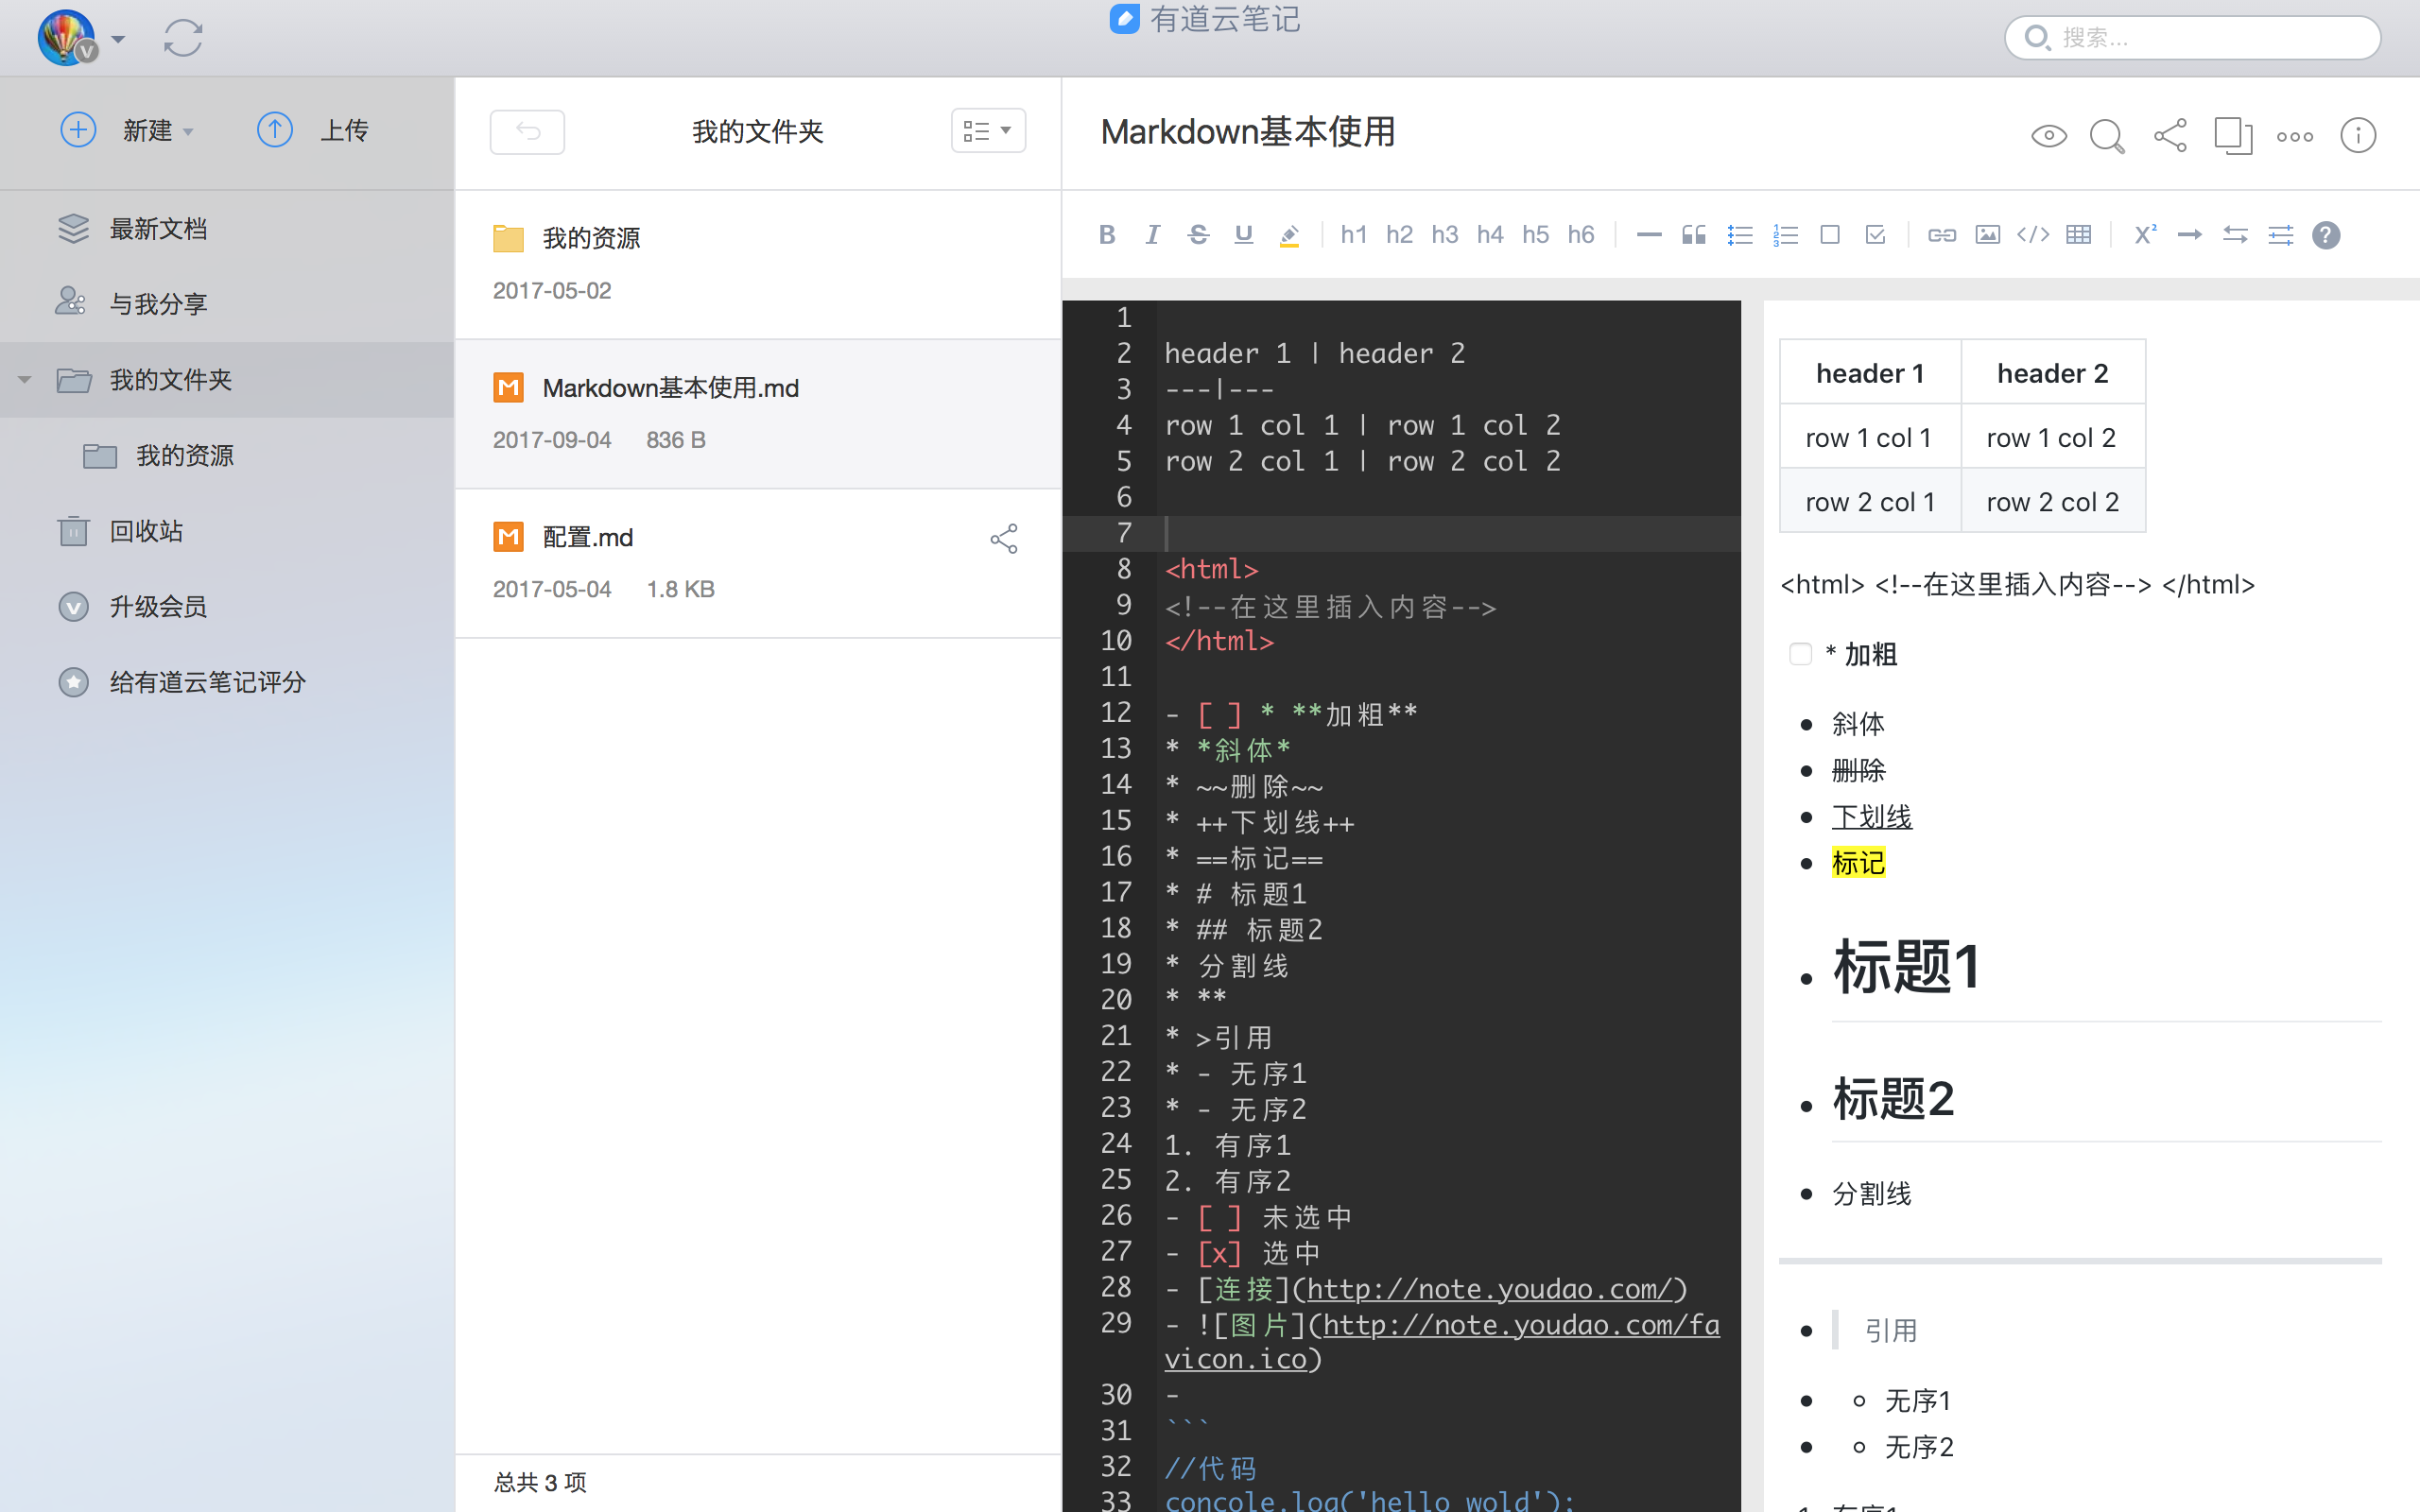 有道云笔记
搜索...
新建
上传
我的文件夹
Markdown基本使用
最新文档
与我分享
我的文件夹
我的资源
回收站
升级会员
给有道云笔记评分
我的资源
2017-05-02
Markdown基本使用.md
2017-09-04 836 B
配置.md
2017-05-04 1.8 KB
总共 3 项
B I S U h1 h2 h3 h4 h5 h6 X² ?
1
2 header 1 | header 2
3 ---|---
4 row 1 col 1 | row 1 col 2
5 row 2 col 1 | row 2 col 2
6
7
8 <html>
9 <!--在这里插入内容-->
10 </html>
11
12 - [ ] * **加粗**
13 * *斜体*
14 * ~~删除~~
15 * ++下划线++
16 * ==标记==
17 * # 标题1
18 * ## 标题2
19 * 分割线
20 * **
21 * >引用
22 * - 无序1
23 * - 无序2
24 1. 有序1
25 2. 有序2
26 - [ ] 未选中
27 - [x] 选中
28 - [连接](http://note.youdao.com/)
29 - ![图片](http://note.youdao.com/fa
vicon.ico)
30 -
31 ```
32 //代码
33 concole.log('hello wold');
header 1 header 2
row 1 col 1 row 1 col 2
row 2 col 1 row 2 col 2
<html> <!--在这里插入内容--> </html>
* 加粗
斜体
删除
下划线
标记
标题1
标题2
分割线
引用
无序1
无序2
1. 有序1